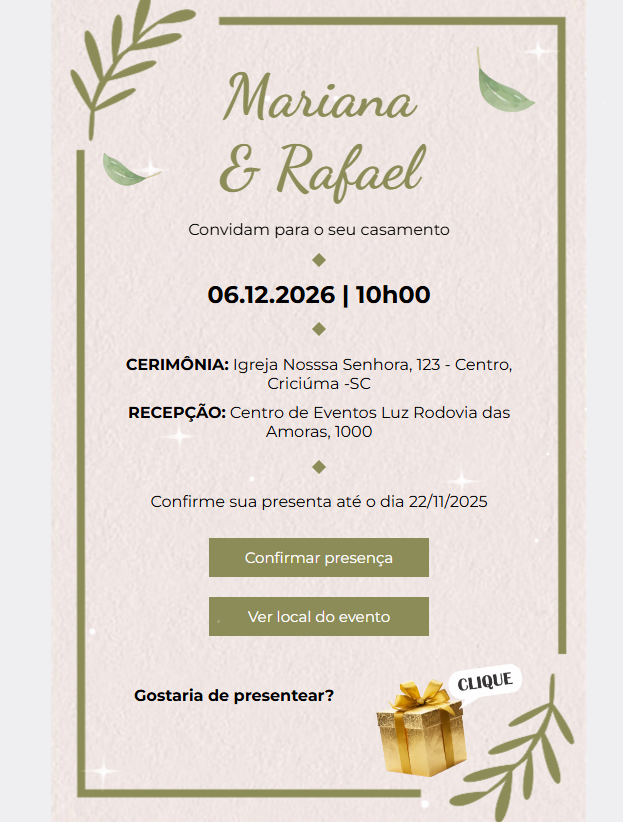 Mariana
& Rafael
Convidam para o seu casamento
06.12.2026 | 10h00
CERIMÔNIA: Igreja Nosssa Senhora, 123 - Centro,
Criciúma -SC
RECEPÇÃO: Centro de Eventos Luz Rodovia das
Amoras, 1000
Confirme sua presenta até o dia 22/11/2025
Confirmar presença
Ver local do evento
CLIQUE
Gostaria de presentear?